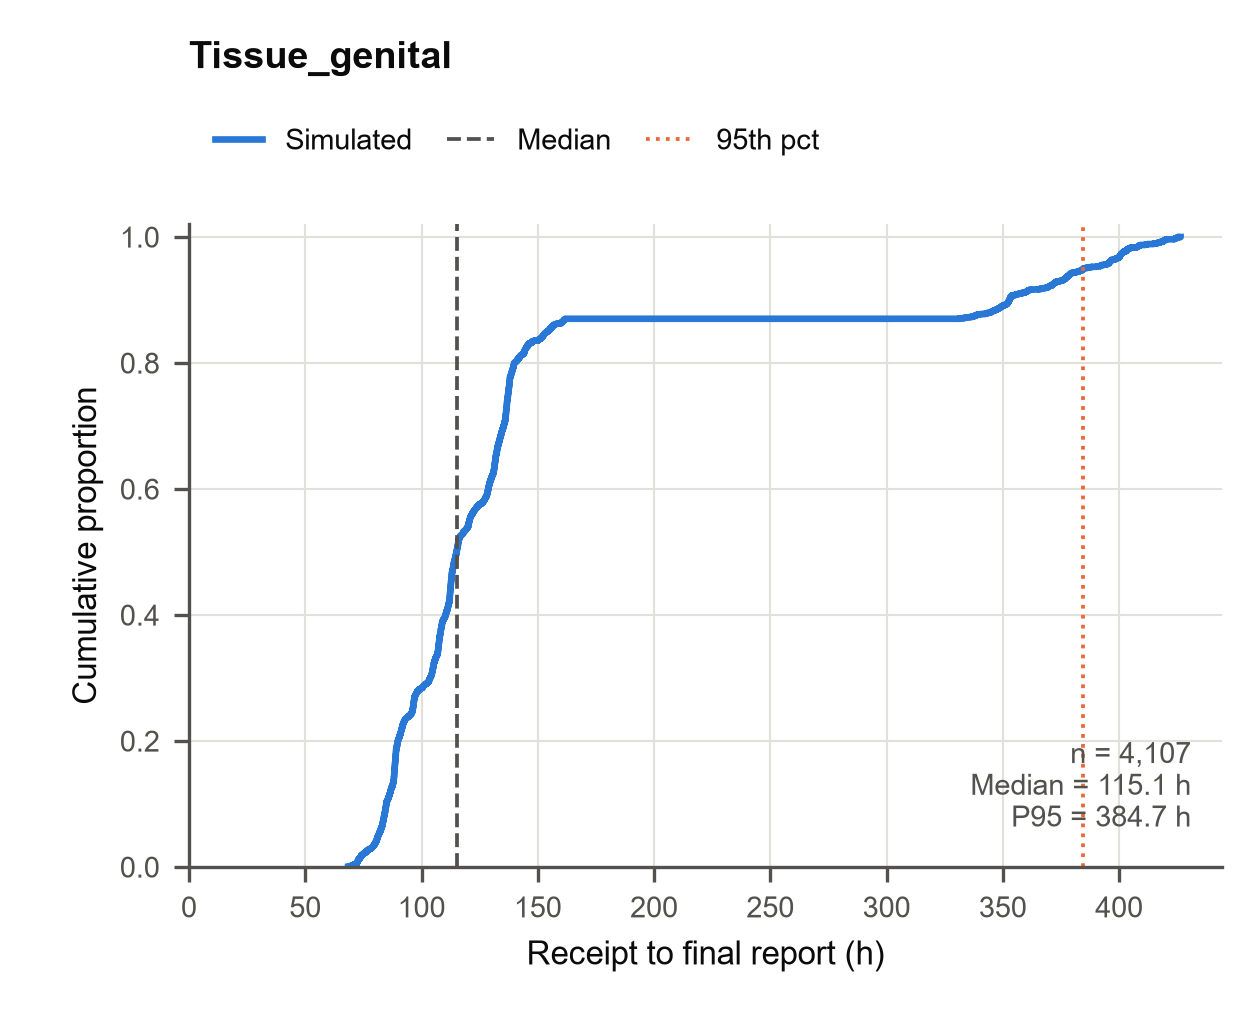 Tissue_genital
Simulated Median 95th pct
1.0
0.8
0.6
0.4
0.2
0.0
Cumulative proportion
n = 4,107
Median = 115.1 h
P95 = 384.7 h
0 50 100 150 200 250 300 350 400
Receipt to final report (h)